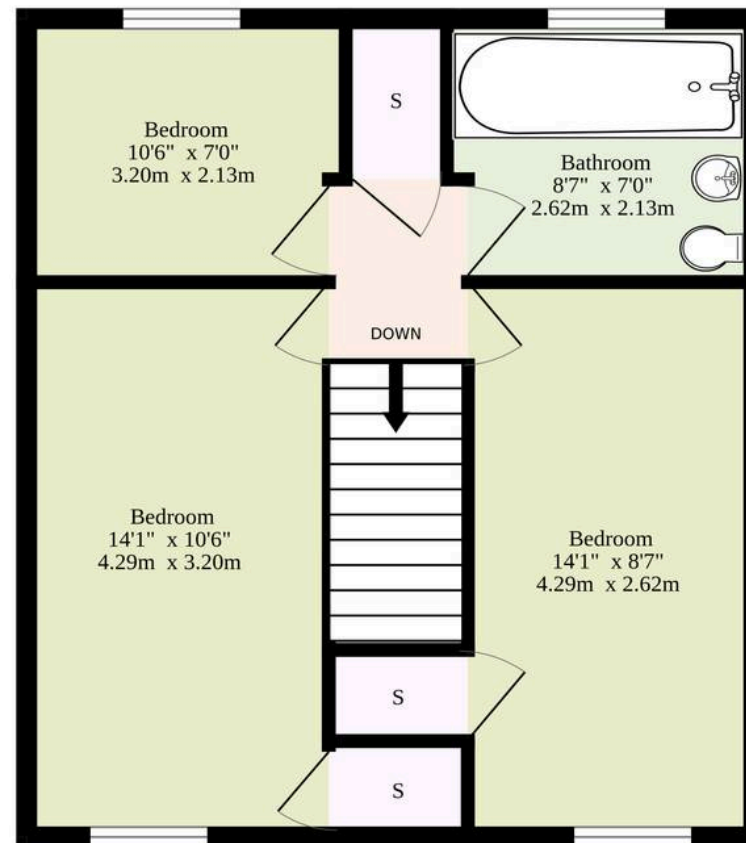 Bedroom
10'6" x 7'0"
3.20m x 2.13m
S
Bathroom
8'7" x 7'0"
2.62m x 2.13m
DOWN
Bedroom
14'1" x 10'6"
4.29m x 3.20m
Bedroom
14'1" x 8'7"
4.29m x 2.62m
S
S